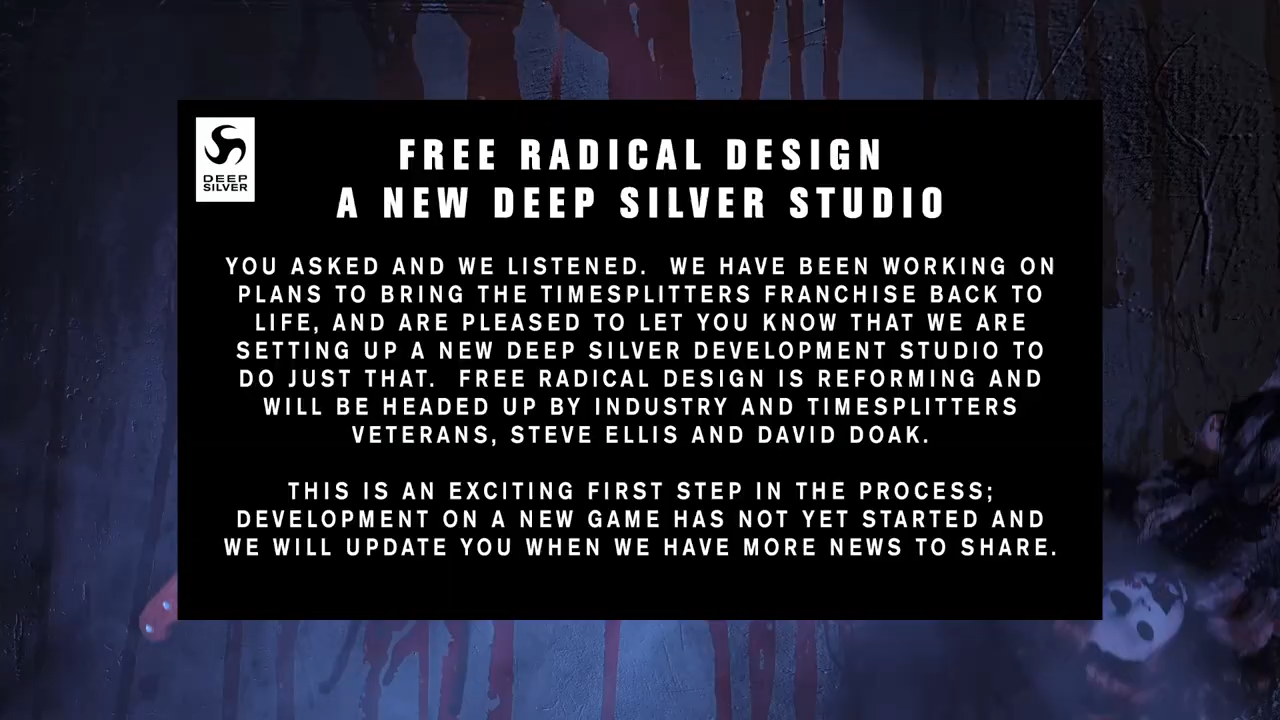 DEEP
SILVER
FREE RADICAL DESIGN
A NEW DEEP SILVER STUDIO
YOU ASKED AND WE LISTENED. WE HAVE BEEN WORKING ON
PLANS TO BRING THE TIMESPLITTERS FRANCHISE BACK TO
LIFE, AND ARE PLEASED TO LET YOU KNOW THAT WE ARE
SETTING UP A NEW DEEP SILVER DEVELOPMENT STUDIO TO
DO JUST THAT. FREE RADICAL DESIGN IS REFORMING AND
WILL BE HEADED UP BY INDUSTRY AND TIMESPLITTERS
VETERANS, STEVE ELLIS AND DAVID DOAK.
THIS IS AN EXCITING FIRST STEP IN THE PROCESS;
DEVELOPMENT ON A NEW GAME HAS NOT YET STARTED AND
WE WILL UPDATE YOU WHEN WE HAVE MORE NEWS TO SHARE.